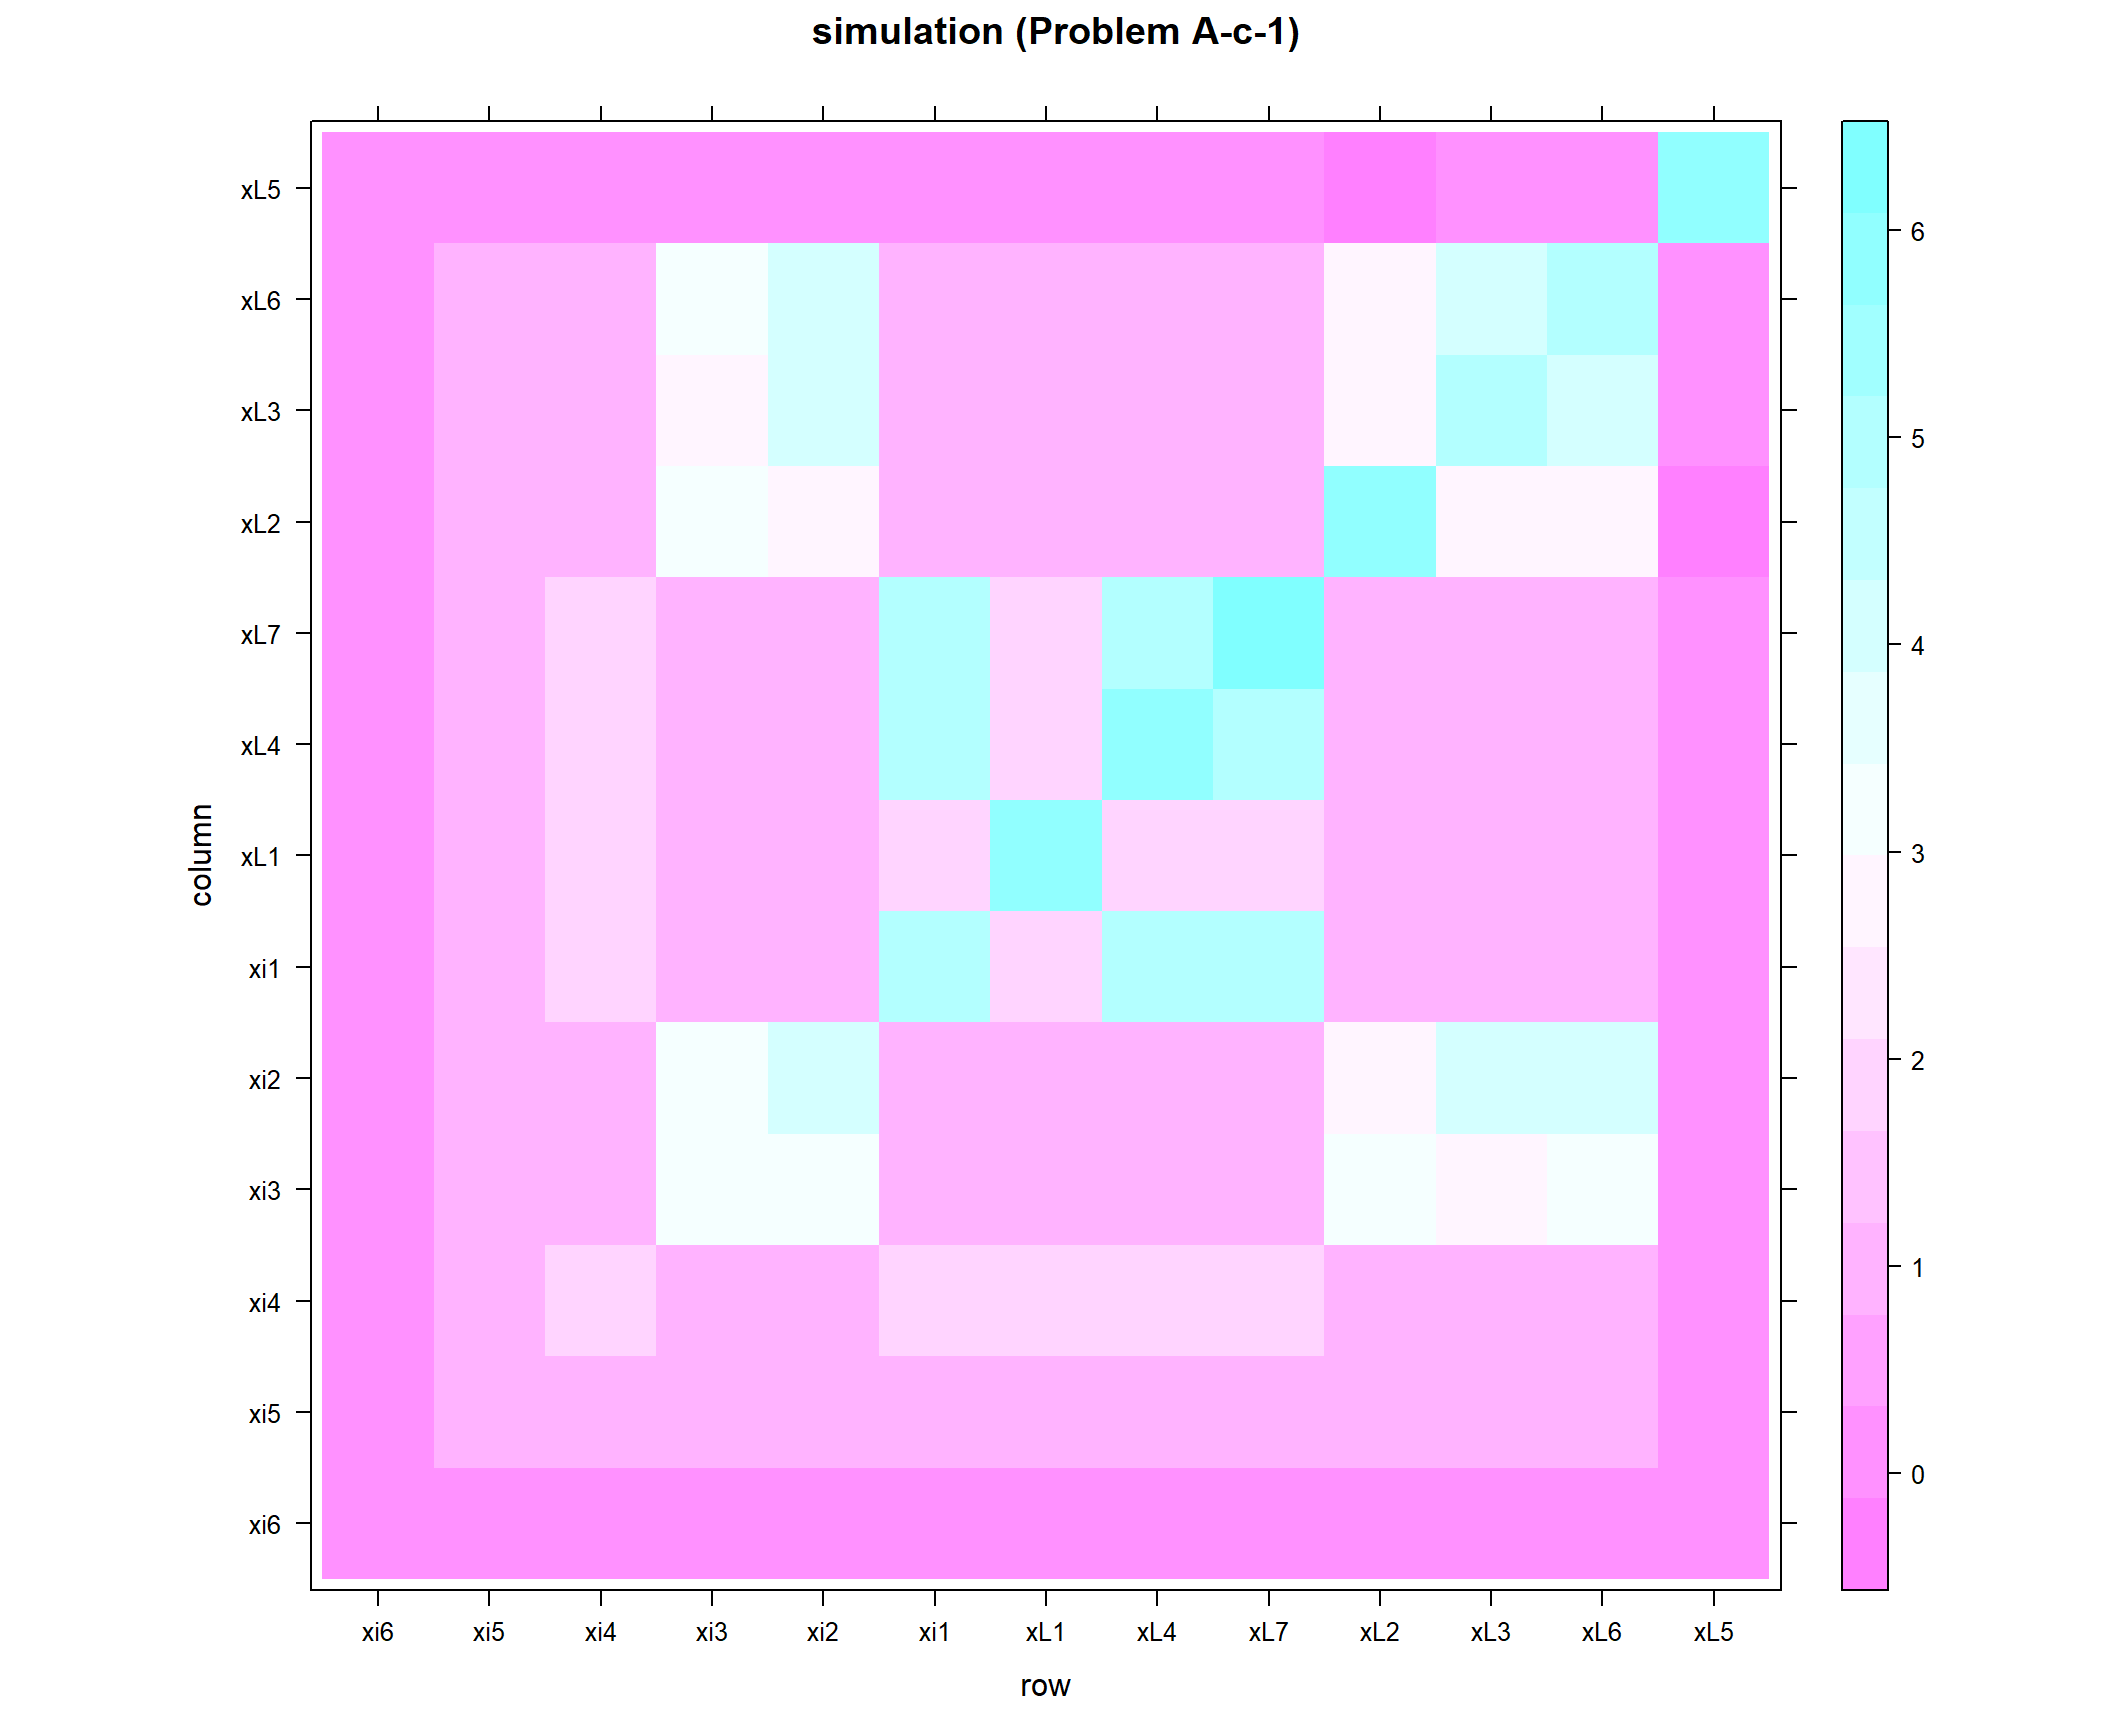 simulation (Problem A-c-1)
xL5
xL6
xL3
xL2
xL7
xL4
xL1
xi1
xi2
xi3
xi4
xi5
xi6
column
xi6 xi5 xi4 xi3 xi2 xi1 xL1 xL4 xL7 xL2 xL3 xL6 xL5
row
6
5
4
3
2
1
0